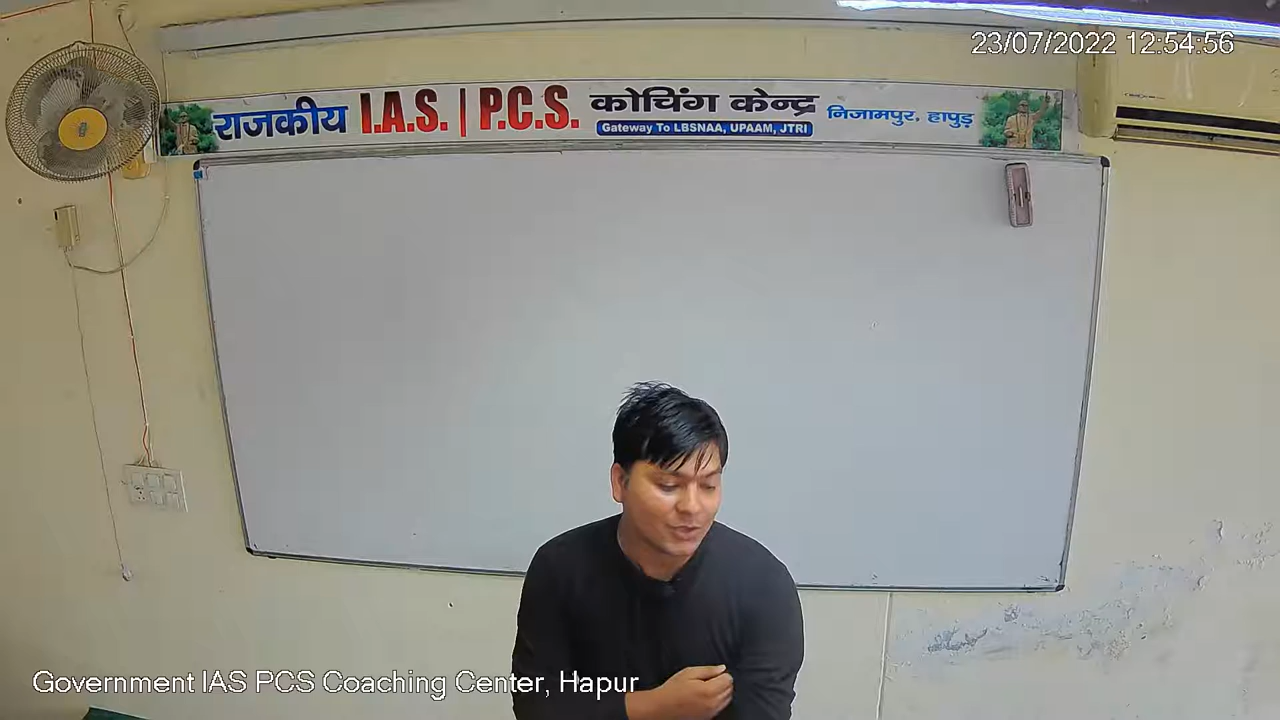 23/07/2022 12:54:56
राजकीय I.A.S. | P.C.S. कोचिंग केन्द्र निजामपुर, हापुड़
Gateway To LBSNAA, UPAAM, JTRI
Government IAS PCS Coaching Center, Hapur